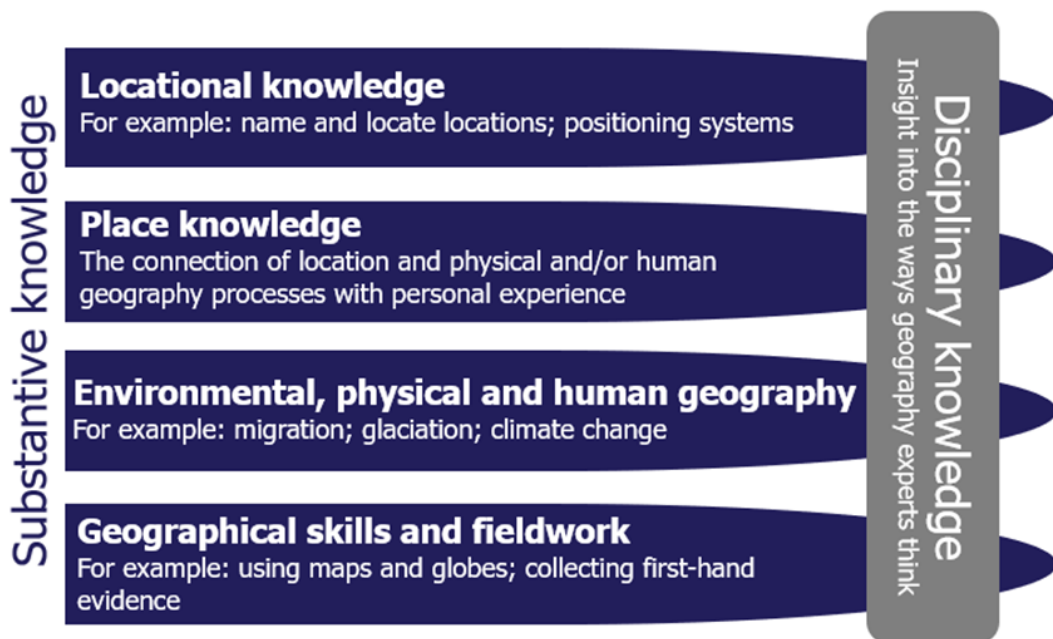 Substantive knowledge
Locational knowledge
For example: name and locate locations; positioning systems
Place knowledge
The connection of location and physical and/or human
geography processes with personal experience
Environmental, physical and human geography
For example: migration; glaciation; climate change
Geographical skills and fieldwork
For example: using maps and globes; collecting first-hand
evidence
Disciplinary knowledge
Insight into the ways geography experts think